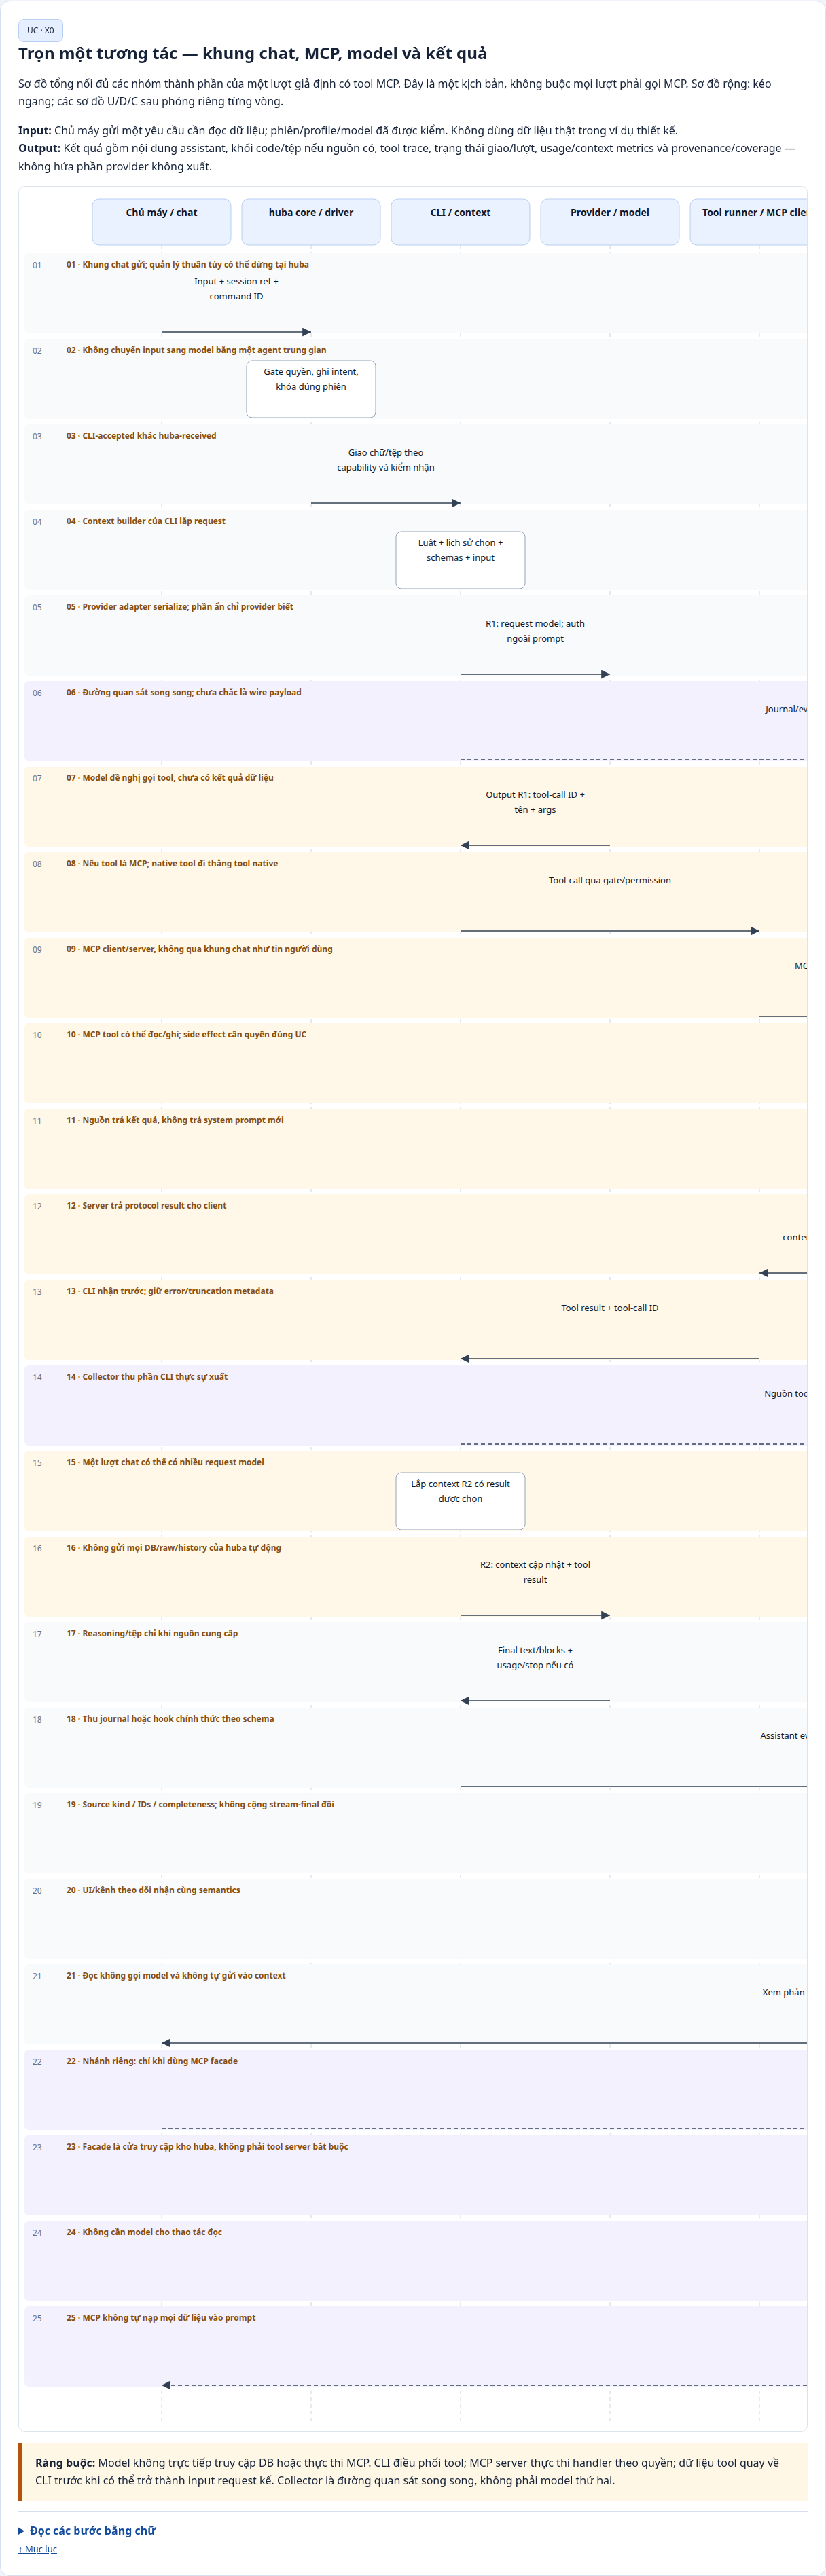 UC · X0
Trọn một tương tác — khung chat, MCP, model và kết quả
Sơ đồ tổng nối đủ các nhóm thành phần của một lượt giả định có tool MCP. Đây là một kịch bản, không buộc mọi lượt phải gọi MCP. Sơ đồ rộng: kéo
ngang; các sơ đồ U/D/C sau phóng riêng từng vòng.
Input: Chủ máy gửi một yêu cầu cần đọc dữ liệu; phiên/profile/model đã được kiểm. Không dùng dữ liệu thật trong ví dụ thiết kế.
Output: Kết quả gồm nội dung assistant, khối code/tệp nếu nguồn có, tool trace, trạng thái giao/lượt, usage/context metrics và provenance/coverage —
không hứa phần provider không xuất.
Chủ máy / chat
huba core / driver
CLI / context
Provider / model
Tool runner / MCP clie
01
01 · Khung chat gửi; quản lý thuần túy có thể dừng tại huba
Input + session ref +
command ID
02
02 · Không chuyển input sang model bằng một agent trung gian
Gate quyền, ghi intent,
khóa đúng phiên
03
03 · CLI-accepted khác huba-received
Giao chữ/tệp theo
capability và kiểm nhận
04
04 · Context builder của CLI lắp request
Luật + lịch sử chọn +
schemas + input
05
05 · Provider adapter serialize; phần ẩn chỉ provider biết
R1: request model; auth
ngoài prompt
06
06 · Đường quan sát song song; chưa chắc là wire payload
Journal/ev
07
07 · Model đề nghị gọi tool, chưa có kết quả dữ liệu
Output R1: tool-call ID +
tên + args
08
08 · Nếu tool là MCP; native tool đi thẳng tool native
Tool-call qua gate/permission
09
09 · MCP client/server, không qua khung chat như tin người dùng
MC
10
10 · MCP tool có thể đọc/ghi; side effect cần quyền đúng UC
11
11 · Nguồn trả kết quả, không trả system prompt mới
12
12 · Server trả protocol result cho client
conte
13
13 · CLI nhận trước; giữ error/truncation metadata
Tool result + tool-call ID
14
14 · Collector thu phần CLI thực sự xuất
Nguồn too
15
15 · Một lượt chat có thể có nhiều request model
Lắp context R2 có result
được chọn
16
16 · Không gửi mọi DB/raw/history của huba tự động
R2: context cập nhật + tool
result
17
17 · Reasoning/tệp chỉ khi nguồn cung cấp
Final text/blocks +
usage/stop nếu có
18
18 · Thu journal hoặc hook chính thức theo schema
Assistant ev
19
19 · Source kind / IDs / completeness; không cộng stream-final đôi
20
20 · UI/kênh theo dõi nhận cùng semantics
21
21 · Đọc không gọi model và không tự gửi vào context
Xem phản
22
22 · Nhánh riêng: chỉ khi dùng MCP facade
23
23 · Facade là cửa truy cập kho huba, không phải tool server bắt buộc
24
24 · Không cần model cho thao tác đọc
25
25 · MCP không tự nạp mọi dữ liệu vào prompt
Ràng buộc: Model không trực tiếp truy cập DB hoặc thực thi MCP. CLI điều phối tool; MCP server thực thi handler theo quyền; dữ liệu tool quay về
CLI trước khi có thể trở thành input request kế. Collector là đường quan sát song song, không phải model thứ hai.
▶ Đọc các bước bằng chữ
↑ Mục lục